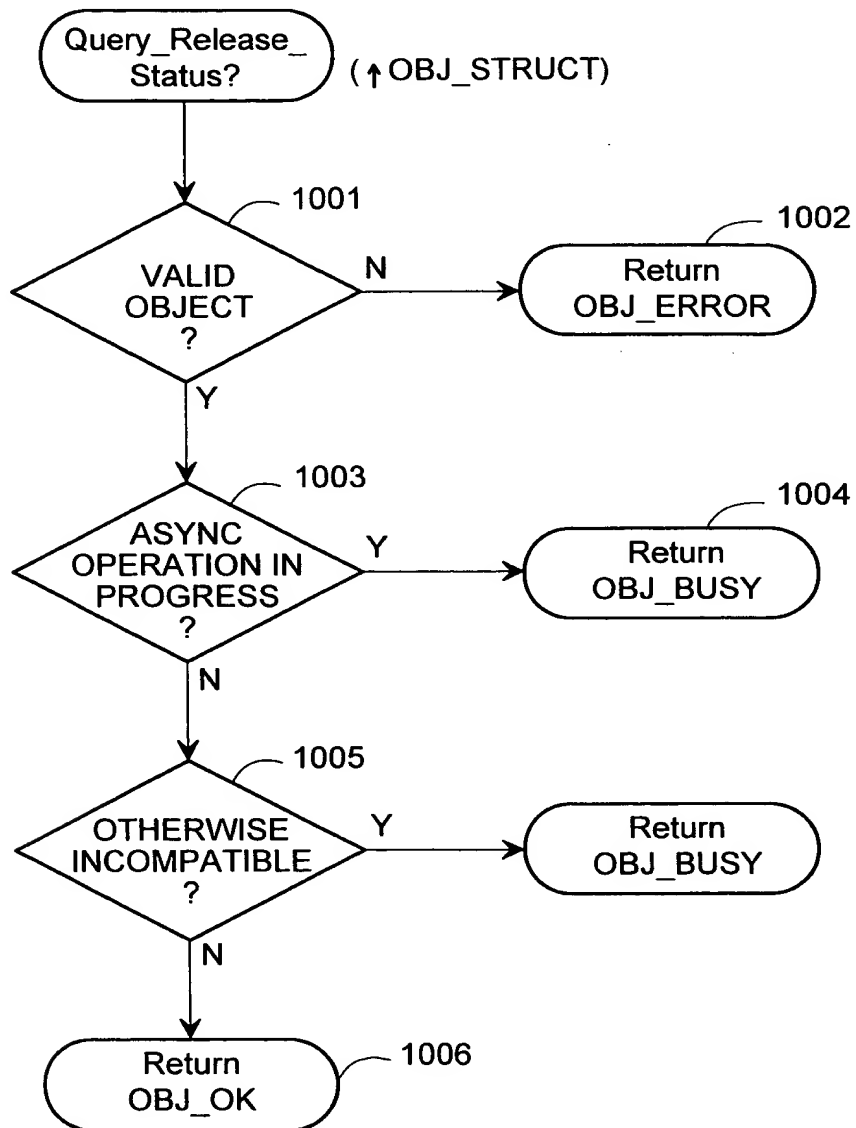 Query_Release_
Status?
(↑OBJ_STRUCT)
1001
VALID
OBJECT
?
N
1002
Return
OBJ_ERROR
Y
1003
ASYNC
OPERATION IN
PROGRESS
?
Y
1004
Return
OBJ_BUSY
N
1005
OTHERWISE
INCOMPATIBLE
?
Y
Return
OBJ_BUSY
N
Return
OBJ_OK
1006